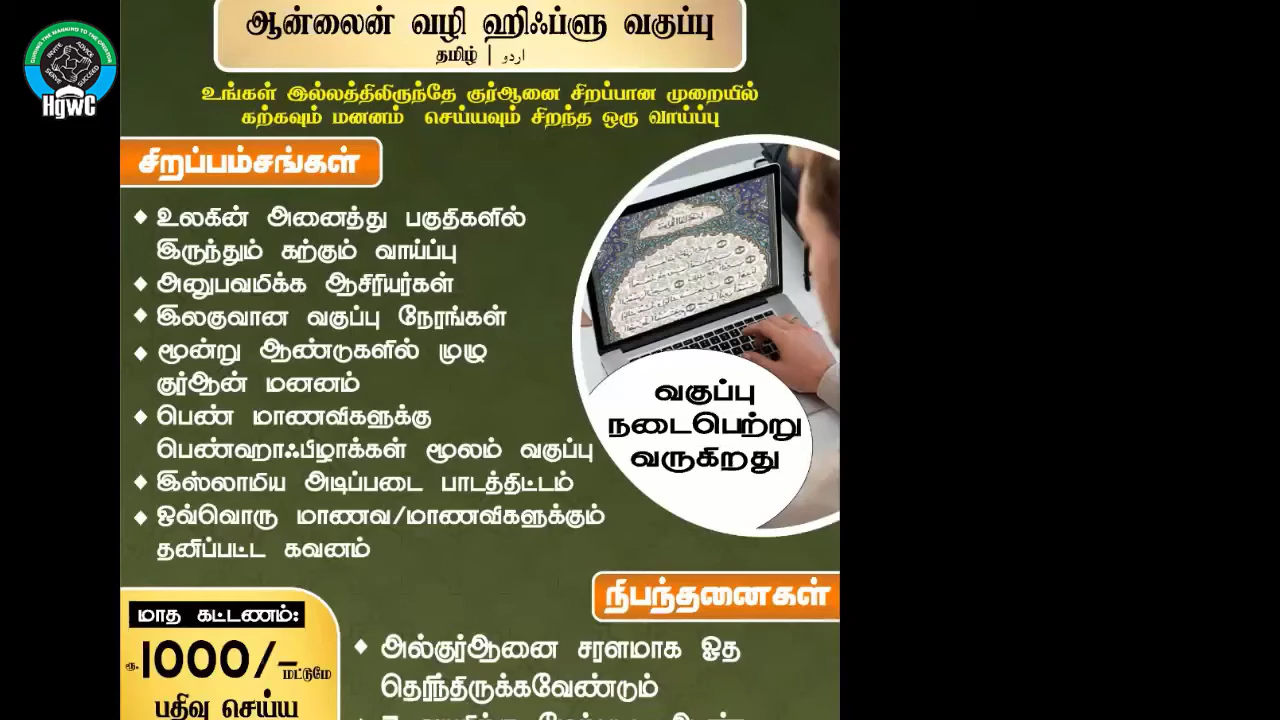 ஆன்லைன் வழி ஹிஃப்ளு வகுப்பு
தமிழ் | اردو
உங்கள் இல்லத்திலிருந்தே குர்ஆனை சிறப்பான முறையில்
கற்கவும் மனனம் செய்யவும் சிறந்த ஒரு வாய்ப்பு
HgWC
சிறப்பம்சங்கள்
உலகின் அனைத்து பகுதிகளில்
இருந்தும் கற்கும் வாய்ப்பு
அனுபவமிக்க ஆசிரியர்கள்
இலகுவான வகுப்பு நேரங்கள்
மூன்று ஆண்டுகளில் முழு
குர்ஆன் மனனம்
பெண் மாணவிகளுக்கு
பெண்ஹாஃபிழாக்கள் மூலம் வகுப்பு
இஸ்லாமிய அடிப்படை பாடத்திட்டம்
ஒவ்வொரு மாணவ/மாணவிகளுக்கும்
தனிப்பட்ட கவனம்
வகுப்பு
நடைபெற்று
வருகிறது
நிபந்தனைகள்
அல்குர்ஆனை சரளமாக ஓத
தெரிந்திருக்கவேண்டும்
மாத கட்டணம்:
ரூ.1000/- மட்டுமே
பதிவு செய்ய